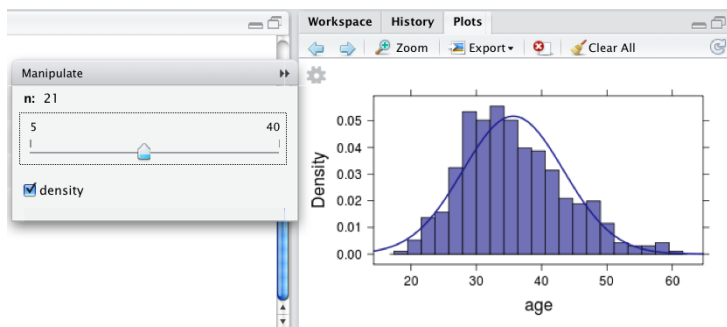 Workspace History Plots
Zoom Export Clear All
Manipulate
n: 21
5 40
density
0.05
0.04
0.03
0.02
0.01
0.00
Density
20 30 40 50 60
age